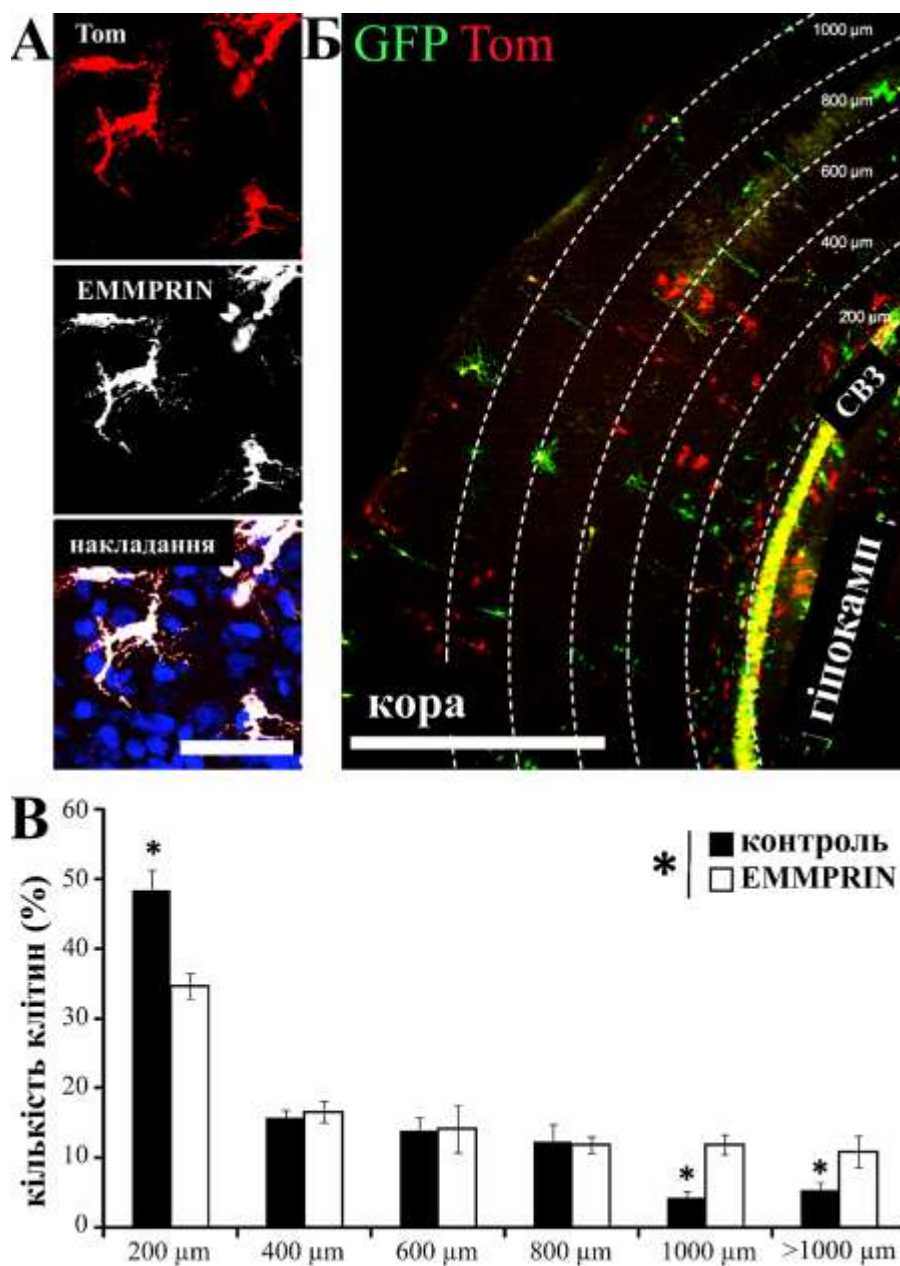 А
Tom
EMMPRIN
накладання
Б
GFP Tom
1000 µm
800 µm
600 µm
400 µm
200 µm
СВЗ
гіпокамп
кора
В
кількість клітин (%)
60
50
40
30
20
10
0
*
*
*
* контроль
EMMPRIN
200 µm 400 µm 600 µm 800 µm 1000 µm >1000 µm